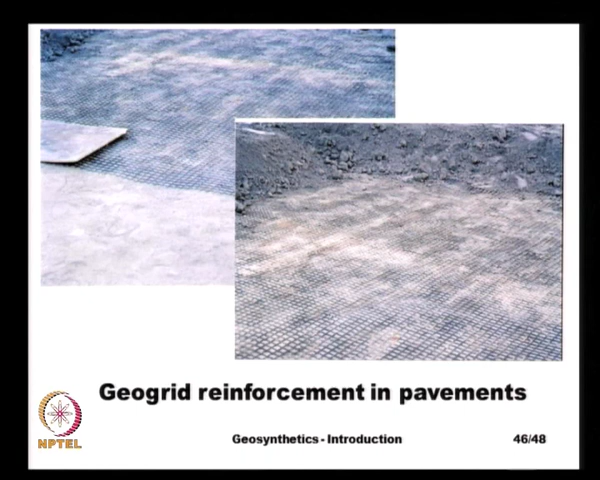 Geogrid reinforcement in pavements
NPTEL
Geosynthetics - Introduction
46/48